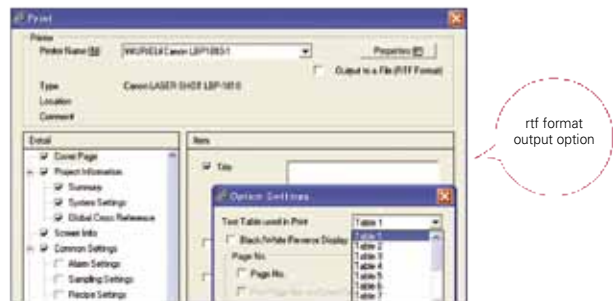 Print
Printer
Printer Name (N)
Properties (P)
Output to a File (RTF Format)
Type
Canon LASER SHOT LBP-1810
Location
Comment
Detail
Item
Cover Page
Project Information
Summary
System Settings
Global Cross Reference
Screen Info
Common Settings
Alarm Settings
Sampling Settings
Recipe Settings
Title
Option Settings
Text Table used in Print
Table 1
Black/White Reverse Display
Page No.
Page No.
Table 1
Table 2
Table 3
Table 4
Table 5
Table 6
Table 7
rtf format
output option